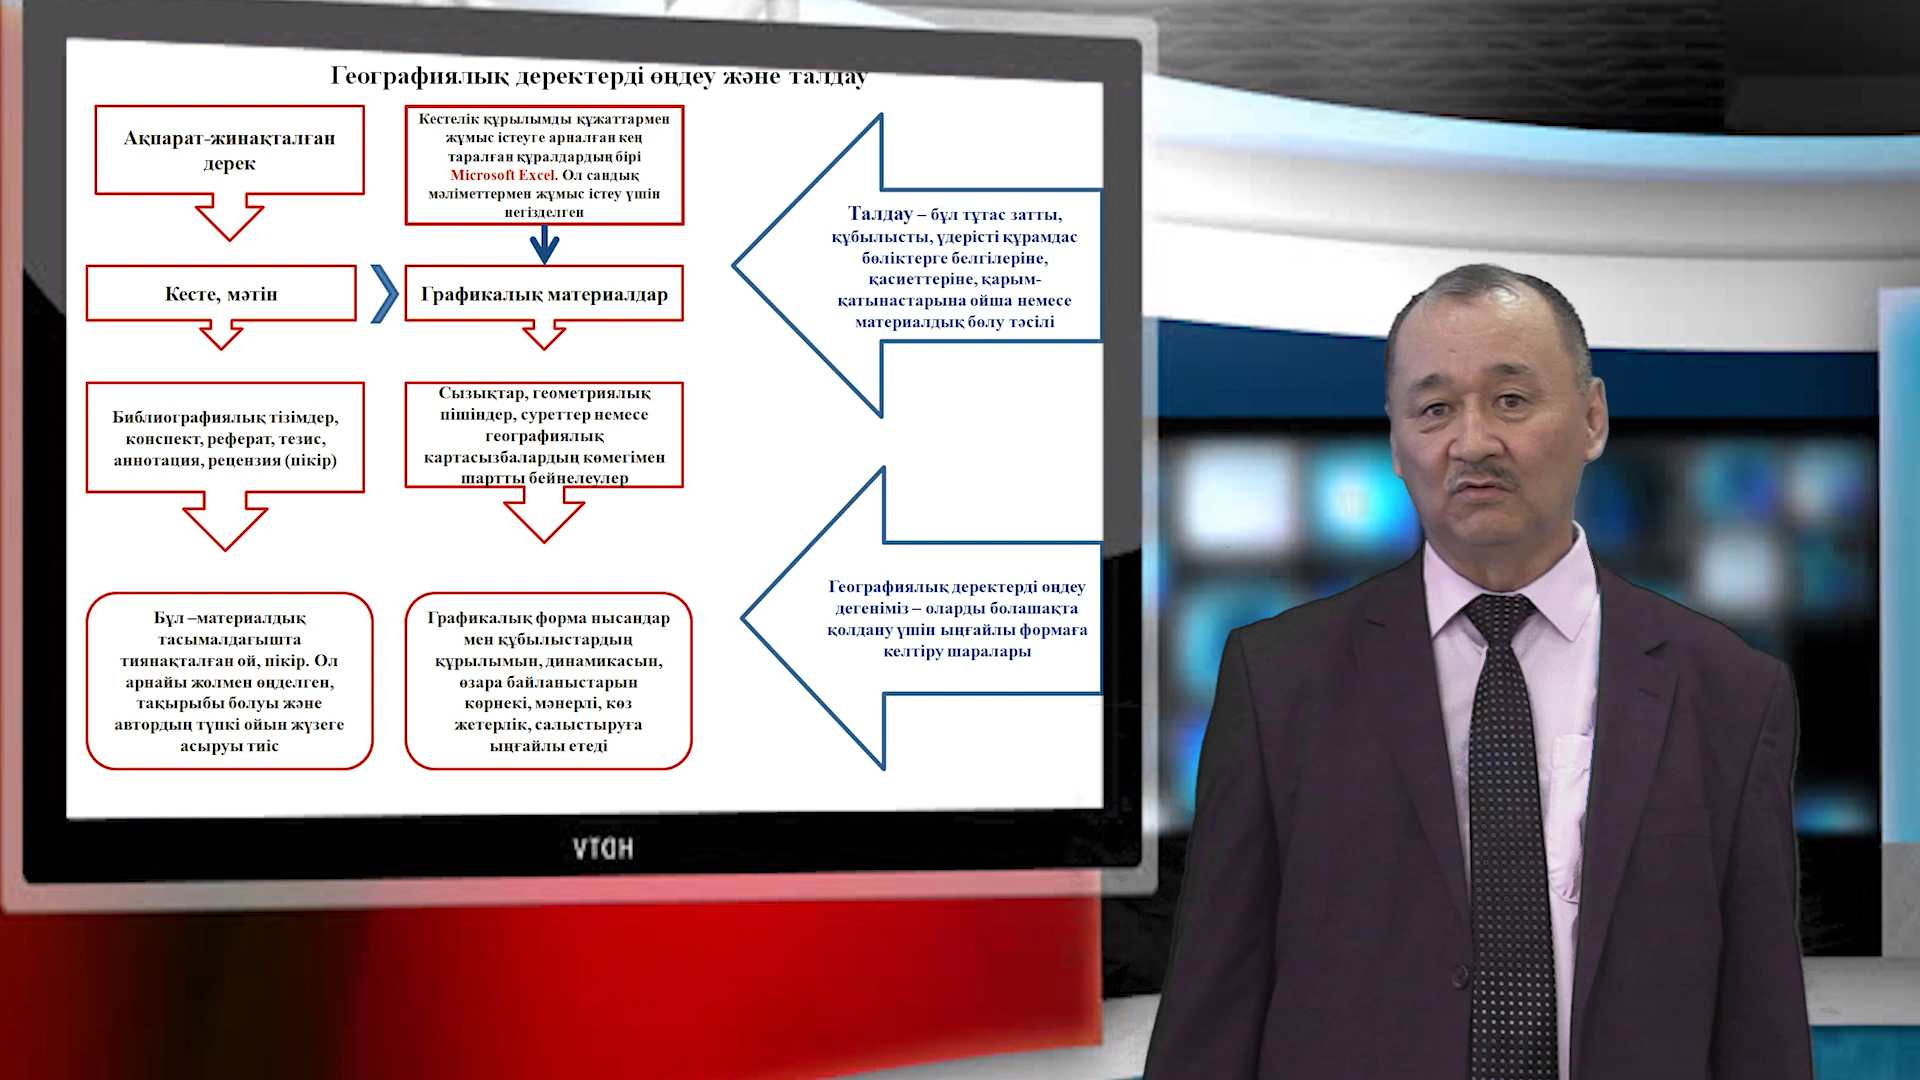 Географиялық деректерді өңдеу және талдау
Ақпарат-жинақталған
дерек
Кестелік құрылымды құжаттармен
жұмыс істеуге арналған кең
таралған құралдардың бірі
Microsoft Excel. Ол сандық
мәліметтермен жұмыс істеу үшін
негізделген
Кесте, мәтін
Графикалық материалдар
Библиографиялық тізімдер,
конспект, реферат, тезис,
аннотация, рецензия (пікір)
Сызықтар, геометриялық
пішіндер, суреттер немесе
географиялық
картасызбалардың көмегімен
шартты бейнелеулер
Бұл –материалдық
тасымалдағышта
тиянақталған ой, пікір. Ол
арнайы жолмен өңделген,
тақырыбы болуы және
автордың түпкі ойын жүзеге
асыруы тиіс
Графикалық форма нысандар
мен құбылыстардың
құрылымын, динамикасын,
өзара байланыстарын
көрнекі, мәнерлі, көз
жетерлік, салыстыруға
ыңғайлы етеді
Талдау – бұл тұтас затты,
құбылысты, үдерісті құрамдас
бөліктерге белгілеріне,
қасиеттеріне, қарым-
қатынастарына ойша немесе
материалдық бөлу тәсілі
Географиялық деректерді өңдеу
дегеніміз – оларды болашақта
қолдану үшін ыңғайлы формаға
келтіру шаралары
HDTV